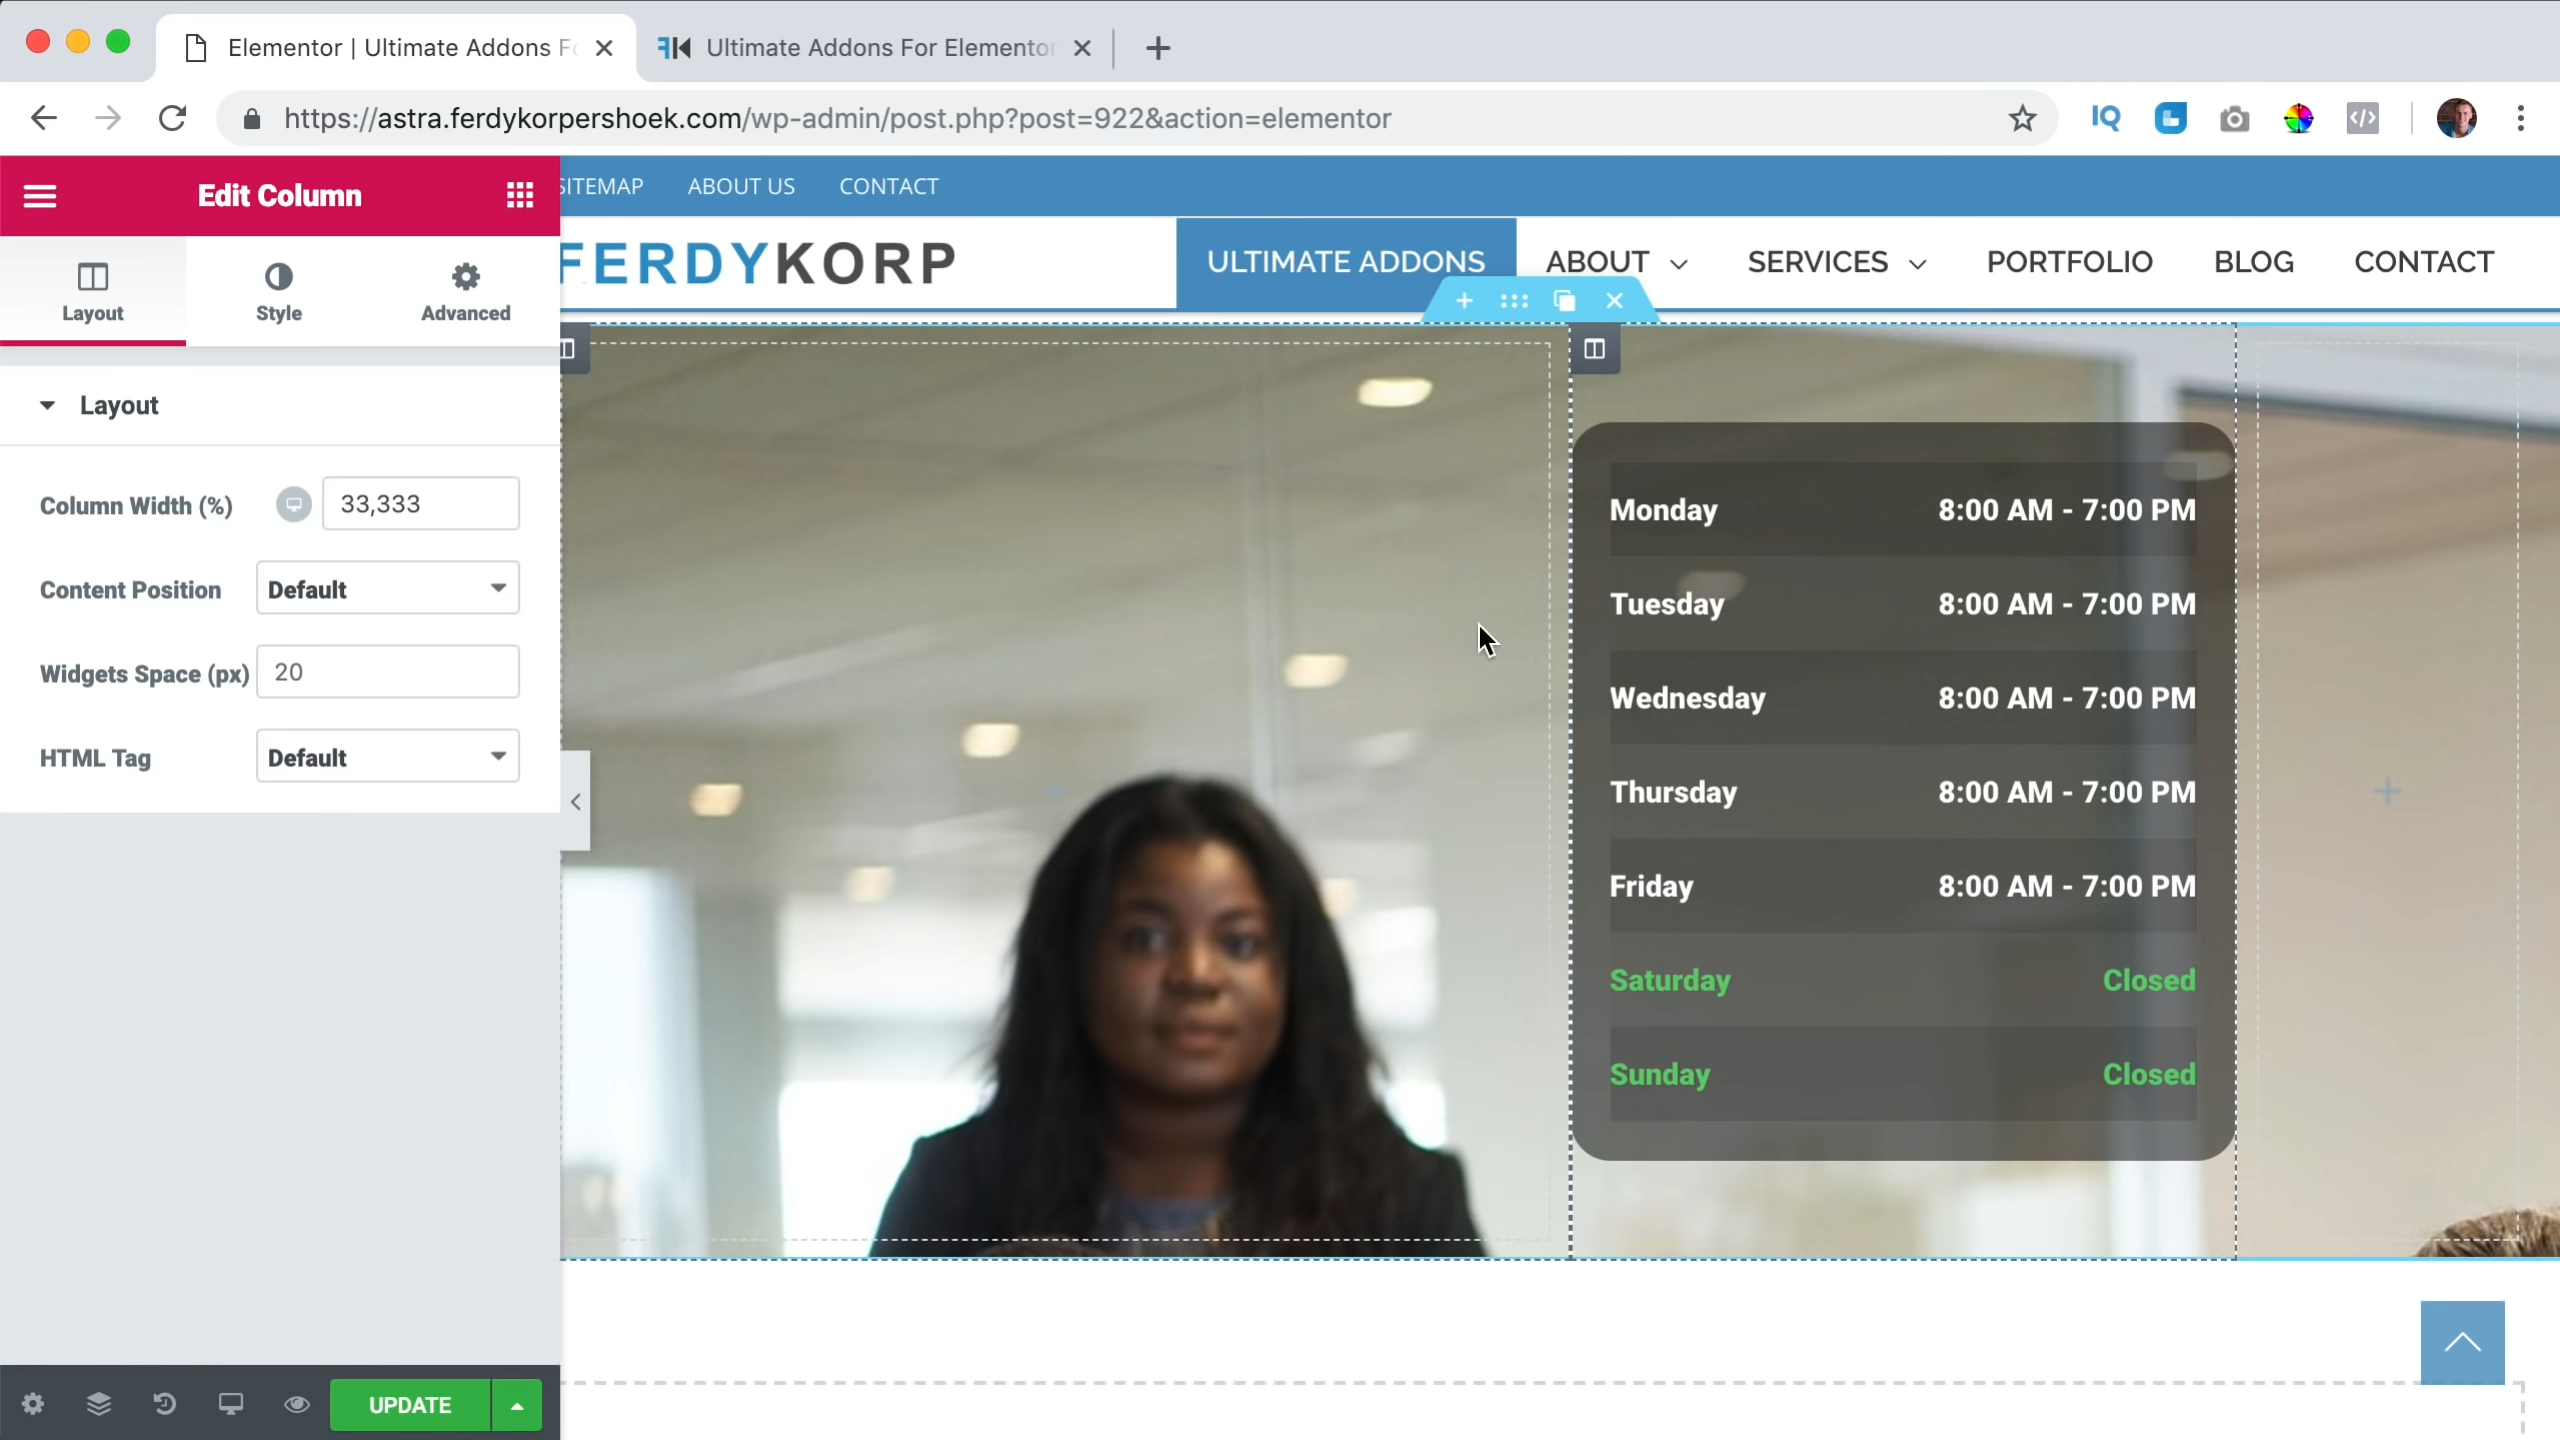 Elementor | Ultimate Addons Fo
Ultimate Addons For Elementor
https://astra.ferdykorpershoek.com/wp-admin/post.php?post=922&action=elementor
IQ
Edit Column
SITEMAP ABOUT US CONTACT
FERDYKORP
ULTIMATE ADDONS ABOUT SERVICES PORTFOLIO BLOG CONTACT
Layout Style Advanced
Layout
Column Width (%) 33,333
Content Position Default
Widgets Space (px) 20
HTML Tag Default
Monday 8:00 AM - 7:00 PM
Tuesday 8:00 AM - 7:00 PM
Wednesday 8:00 AM - 7:00 PM
Thursday 8:00 AM - 7:00 PM
Friday 8:00 AM - 7:00 PM
Saturday Closed
Sunday Closed
UPDATE